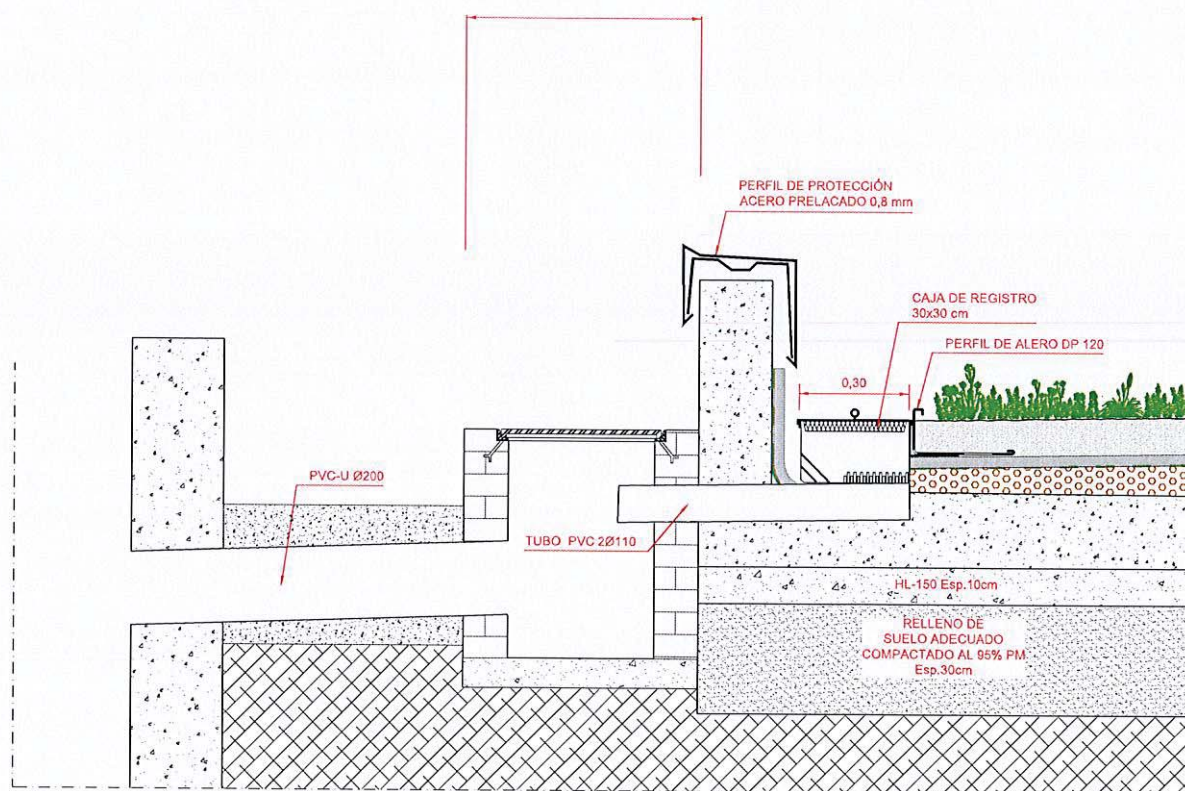 PERFIL DE PROTECCIÓN
ACERO PRELACADO 0,8 mm
CAJA DE REGISTRO
30x30 cm
PERFIL DE ALERO DP 120
0,30
PVC-U Ø200
TUBO PVC 2Ø110
HL-150 Esp.10cm
RELLENO DE
SUELO ADECUADO
COMPACTADO AL 95% PM
Esp.30cm